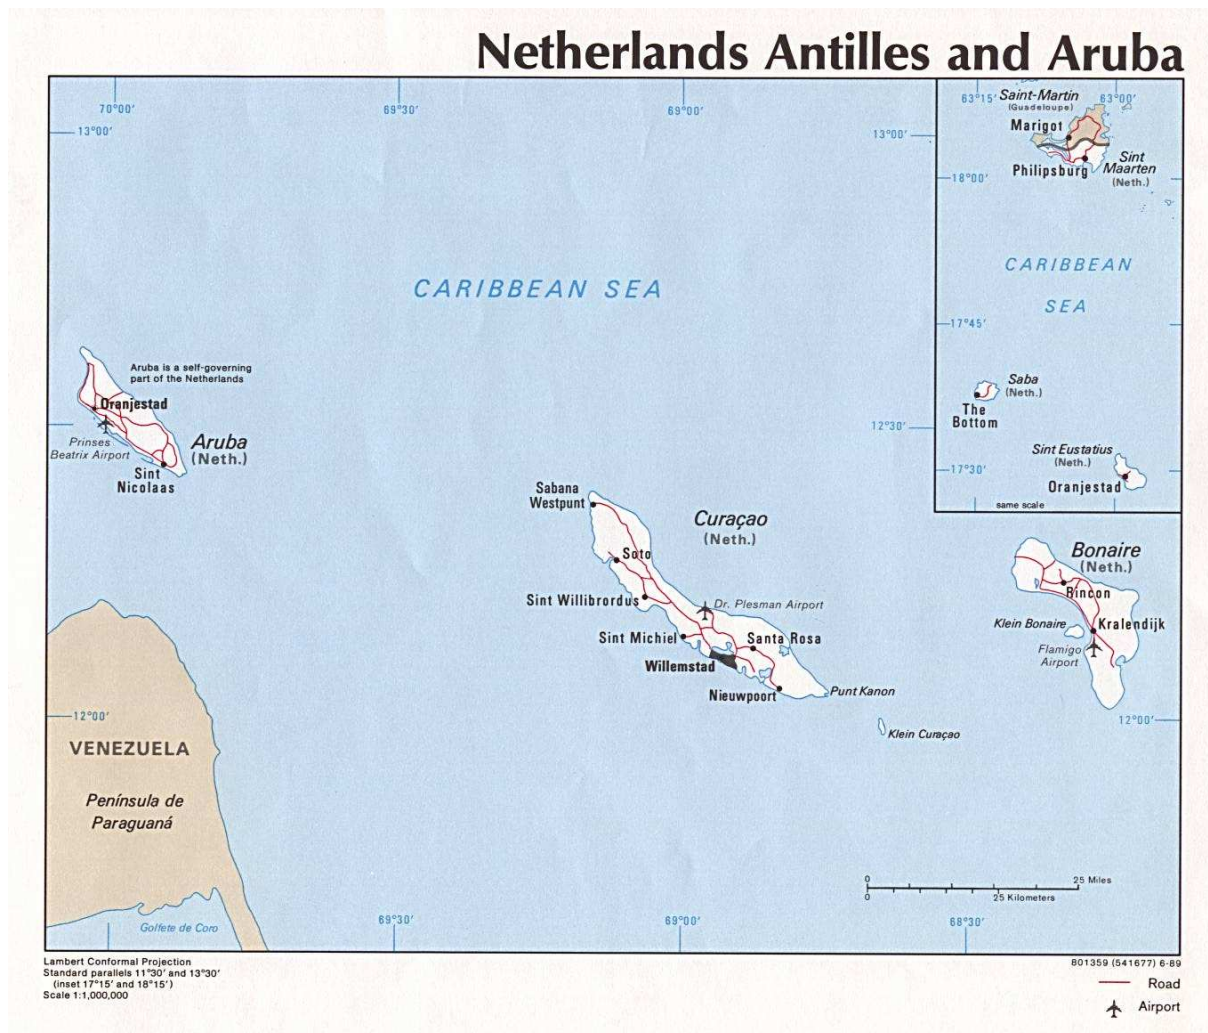 Netherlands Antilles and Aruba
70°00′
69°30′
69°00′
13°00′
13°00′
63°15′
Saint-Martin
63°00′
(Guadeloupe)
Marigot
Sint
Maarten
(Neth.)
Philipsburg
18°00′
CARIBBEAN
SEA
17°45′
Saba
(Neth.)
The
Bottom
Sint Eustatius
(Neth.)
17°30′
Oranjestad
same scale
CARIBBEAN SEA
Aruba is a self-governing
part of the Netherlands
Oranjestad
Prinses
Beatrix Airport
Aruba
(Neth.)
Sint
Nicolaas
12°30′
Sabana
Westpunt
Curaçao
(Neth.)
Soto
Sint Willibrordus
Dr. Plesman Airport
Sint Michiel
Santa Rosa
Willemstad
Nieuwpoort
Punt Kanon
Klein Curaçao
Bonaire
(Neth.)
Rincon
Klein Bonaire
Kralendijk
Flamigo
Airport
12°00′
12°00′
VENEZUELA
Península de
Paraguaná
Golfete de Coro
0
25 Miles
0
25 Kilometers
69°30′
69°00′
68°30′
Lambert Conformal Projection
Standard parallels 11°30′ and 13°30′
(inset 17°15′ and 18°15′)
Scale 1:1,000,000
801359 (541677) 6-89
Road
Airport